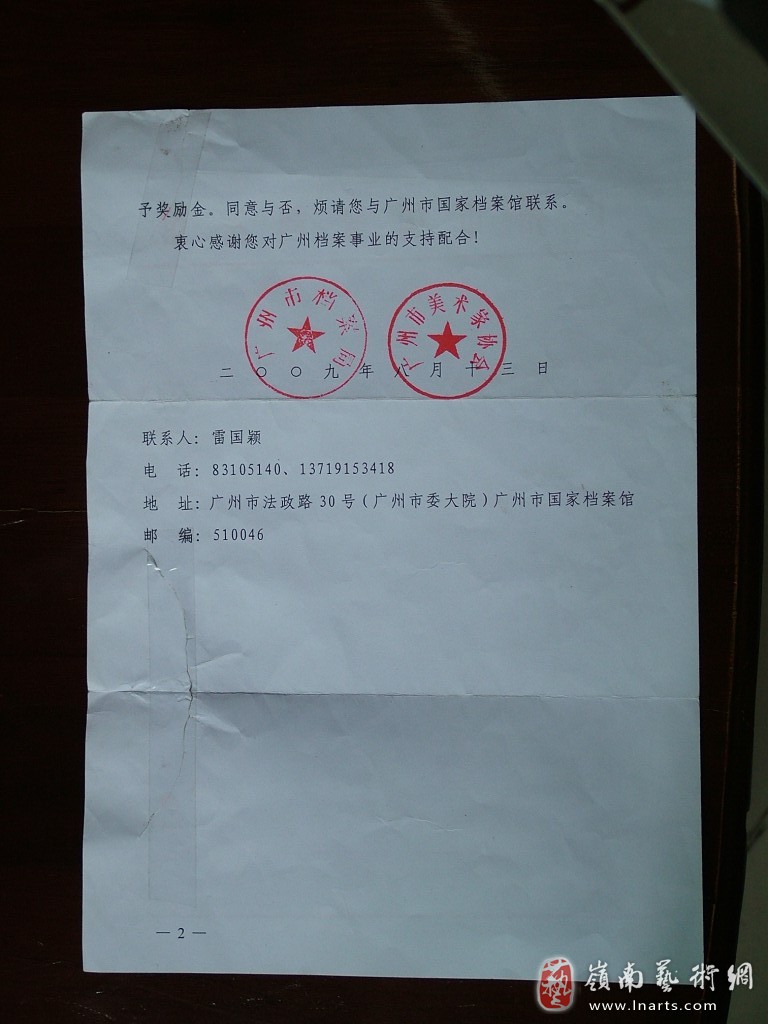 予奖励金。同意与否，烦请您与广州市国家档案馆联系。
衷心感谢您对广州档案事业的支持配合！
广州市档案局
广州市美术家协会
二〇〇九年八月十三日
联系人：雷国颖
电　话：83105140、13719153418
地　址：广州市法政路30号（广州市委大院）广州市国家档案馆
邮　编：510046
— 2 —
嶺南藝術網
www.lnarts.com